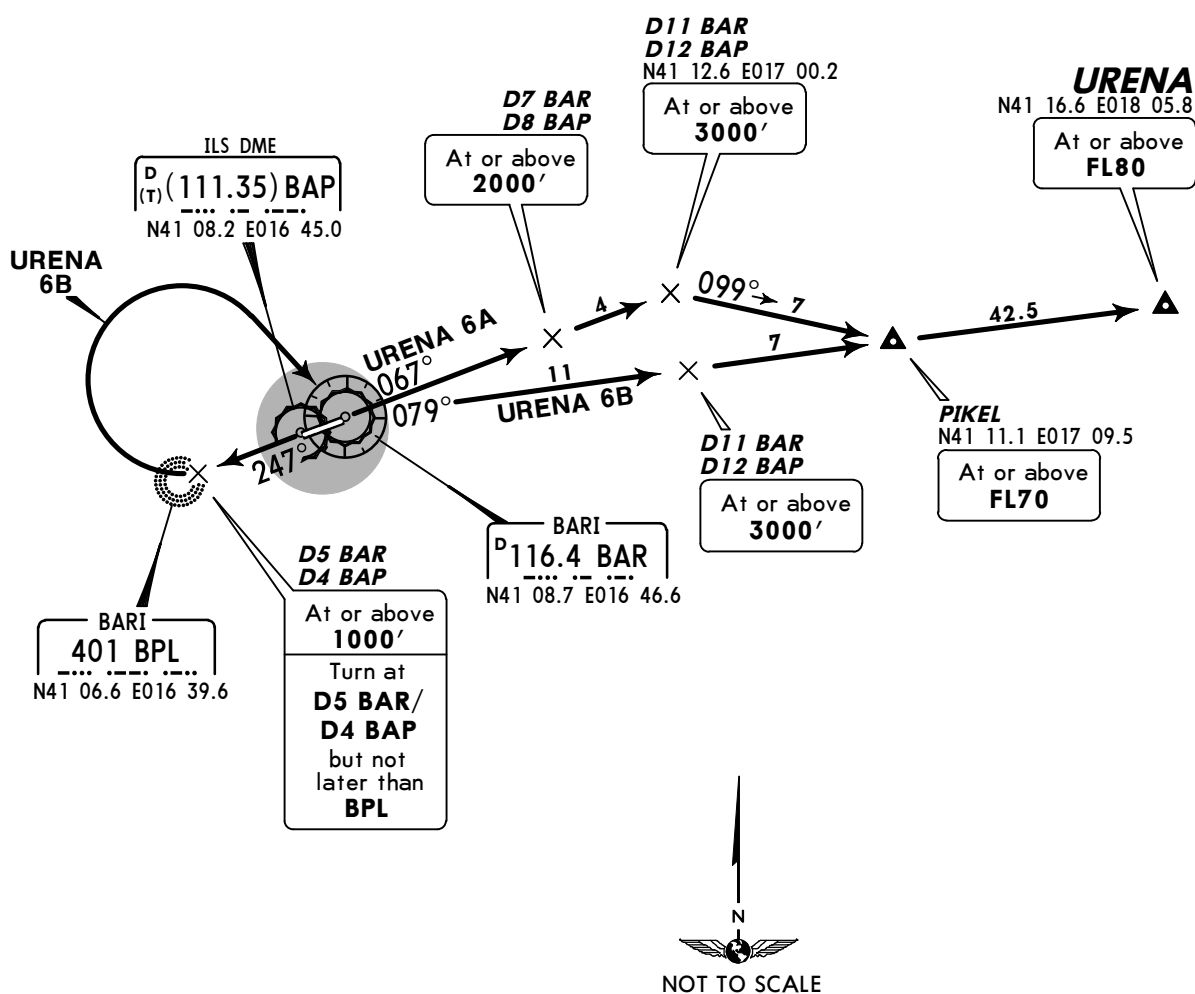 D11 BAR
D12 BAP
N41 12.6 E017 00.2
At or above
3000'
URENA
N41 16.6 E018 05.8
At or above
FL80
D7 BAR
D8 BAP
At or above
2000'
ILS DME
D
(T) (111.35) BAP
N41 08.2 E016 45.0
URENA
6B
URENA 6A
067°
4
099°
7
42.5
079°
11
URENA 6B
7
247°
PIKEL
N41 11.1 E017 09.5
At or above
FL70
D11 BAR
D12 BAP
At or above
3000'
BARI
D 116.4 BAR
N41 08.7 E016 46.6
D5 BAR
D4 BAP
At or above
1000'
Turn at
D5 BAR/
D4 BAP
but not
later than
BPL
BARI
401 BPL
N41 06.6 E016 39.6
N
NOT TO SCALE